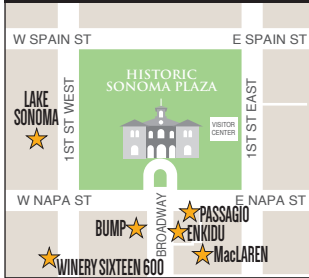 W SPAIN ST
E SPAIN ST
HISTORIC
SONOMA PLAZA
LAKE
SONOMA
1ST ST WEST
VISITOR
CENTER
1ST ST EAST
W NAPA ST
E NAPA ST
BROADWAY
PASSAGIO
BUMP
ENKIDU
MacLAREN
WINERY SIXTEEN 600